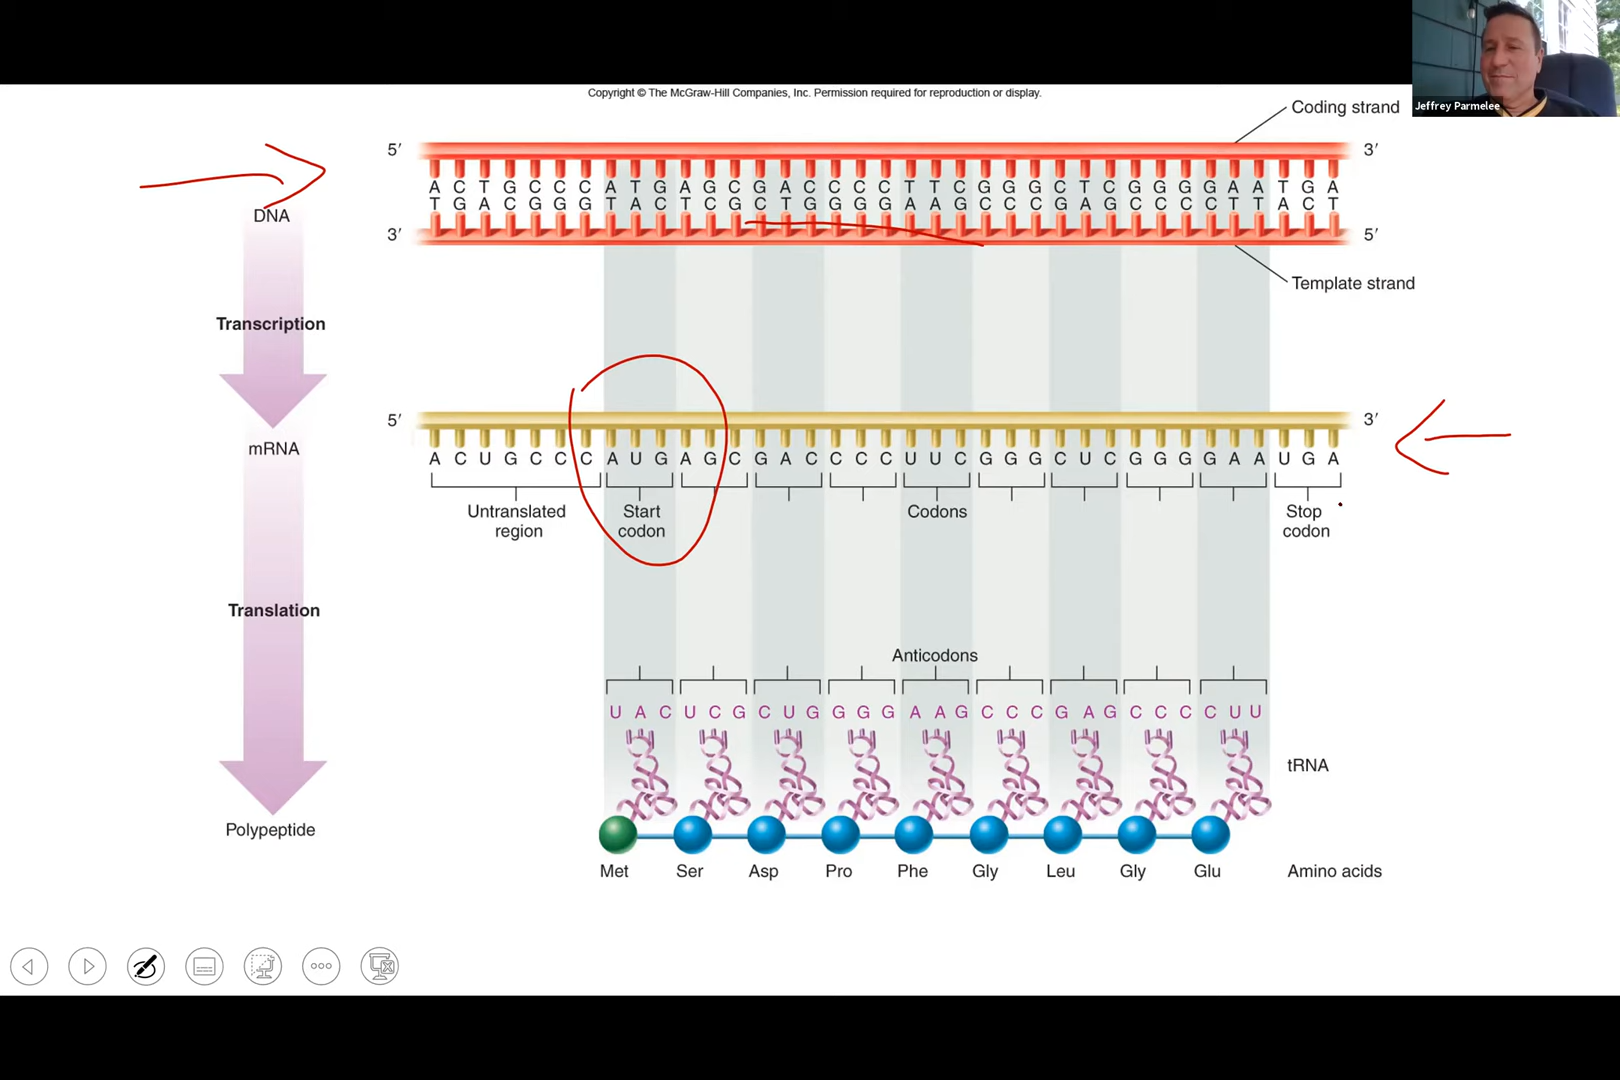 Jeffrey Parmelee
Copyright © The McGraw-Hill Companies, Inc. Permission required for reproduction or display.
Coding strand
5′ 3′
A C T G C C C A T G A G C G A C C C C T T C G G G C T C G G G G A A T G A
DNA
T G A C G G G T A C T C G C T G G G G A A G C C C G A G C C C C T T A C T
3′ 5′
Template strand
Transcription
5′ 3′
mRNA
A C U G C C C A U G A G C G A C C C C U U C G G G C U C G G G G A A U G A
Untranslated region
Start codon
Codons
Stop codon
Translation
Anticodons
U A C U C G C U G G G G A A G C C C G A G C C C C U U
tRNA
Polypeptide
Met Ser Asp Pro Phe Gly Leu Gly Glu Amino acids